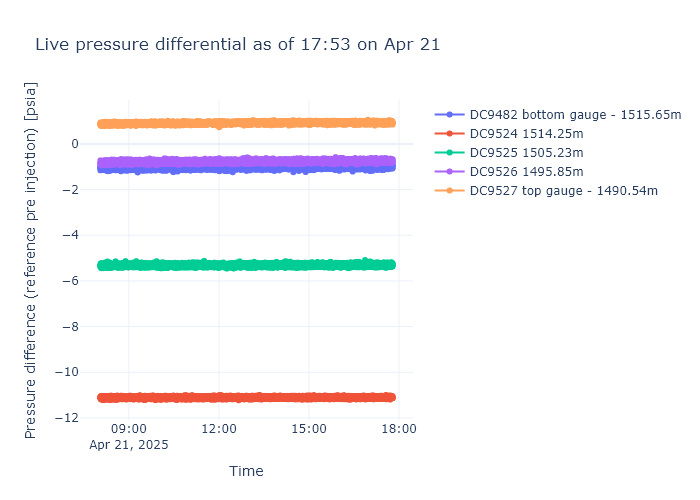 Live pressure differential as of 17:53 on Apr 21
Pressure difference (reference pre injection) [psia]
0
−2
−4
−6
−8
−10
−12
09:00
12:00
15:00
18:00
Apr 21, 2025
Time
DC9482 bottom gauge - 1515.65m
DC9524 1514.25m
DC9525 1505.23m
DC9526 1495.85m
DC9527 top gauge - 1490.54m